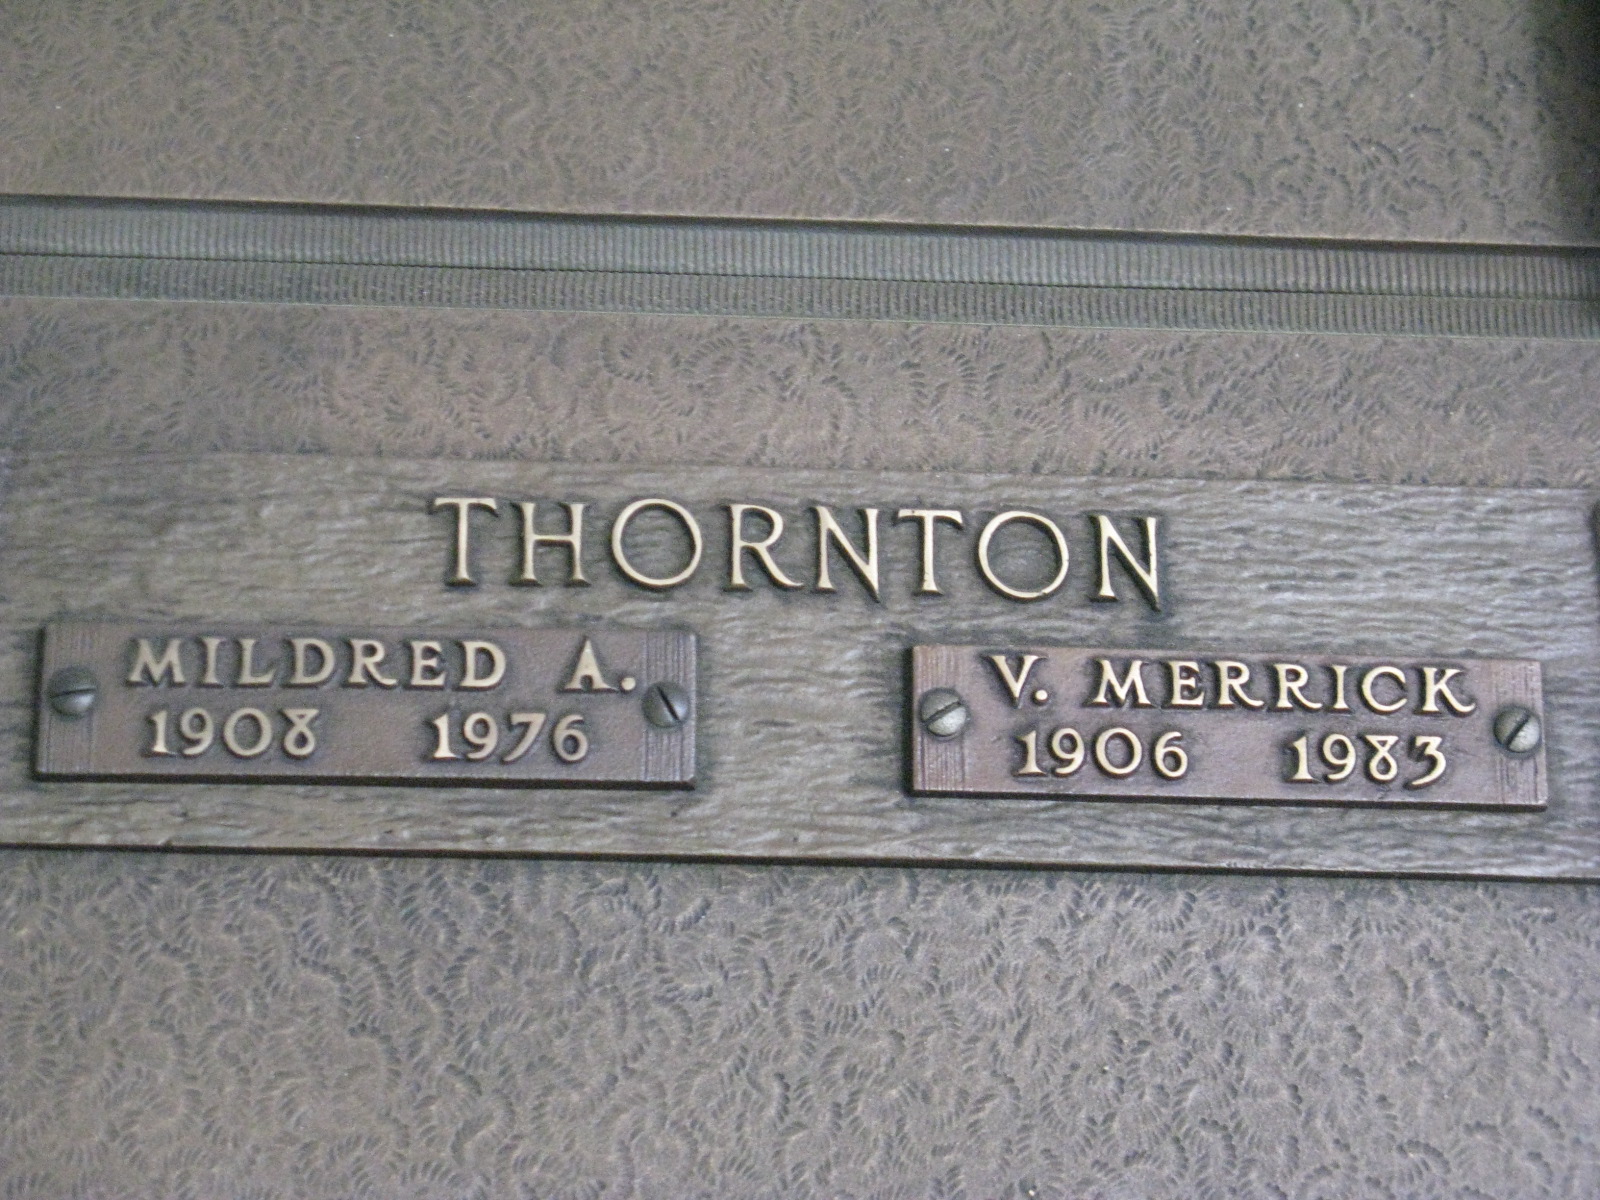 THORNTON
MILDRED A.
1908 1976
V. MERRICK
1906 1983